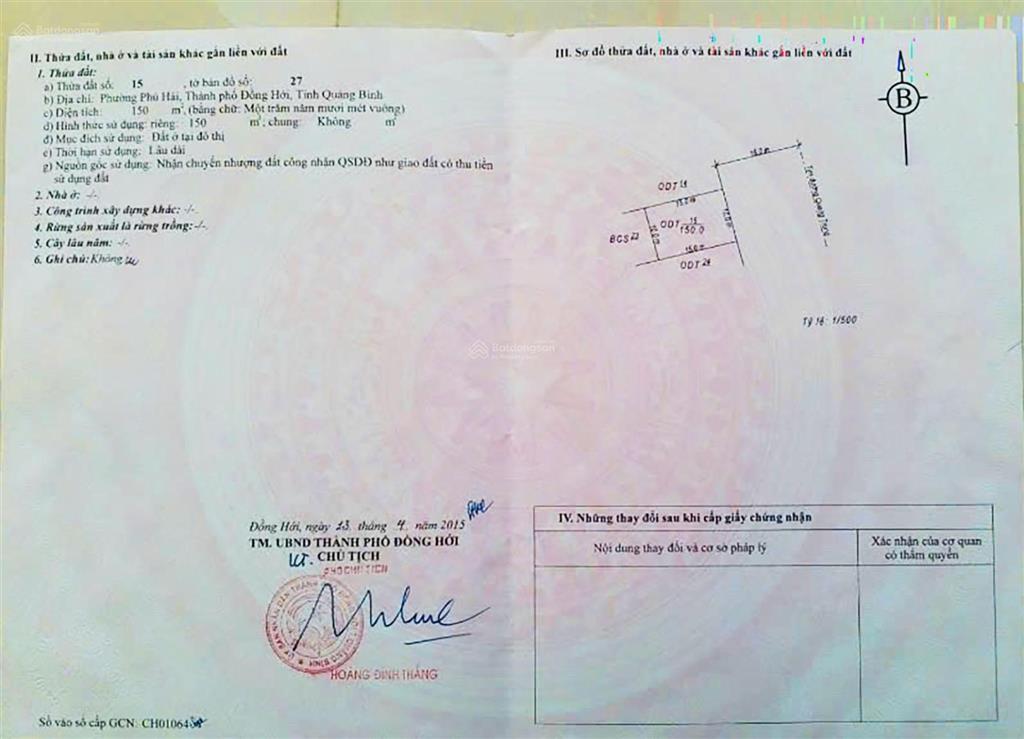 II. Thửa đất, nhà ở và tài sản khác gắn liền với đất
1. Thửa đất:
a) Thửa đất số: 15 , tờ bản đồ số: 27
b) Địa chỉ: Phường Phú Hải, Thành phố Đồng Hới, Tỉnh Quảng Bình
c) Diện tích: 150 m², (bằng chữ: Một trăm năm mươi mét vuông)
d) Hình thức sử dụng: riêng: 150 m²; chung: Không m²
đ) Mục đích sử dụng: Đất ở tại đô thị
e) Thời hạn sử dụng: Lâu dài
g) Nguồn gốc sử dụng: Nhận chuyển nhượng đất công nhận QSDĐ như giao đất có thu tiền
sử dụng đất
2. Nhà ở: -/-.
3. Công trình xây dựng khác: -/-.
4. Rừng sản xuất là rừng trồng: -/-.
5. Cây lâu năm: -/-.
6. Ghi chú: Không
Đồng Hới, ngày 23 tháng 4 năm 2015
TM. UBND THÀNH PHỐ ĐỒNG HỚI
KT. CHỦ TỊCH
PHÓ CHỦ TỊCH
HOÀNG ĐÌNH THẮNG
Số vào sổ cấp GCN: CH01064
III. Sơ đồ thửa đất, nhà ở và tài sản khác gắn liền với đất
B
ODT 14
15.0 m
10.0 m
ODT 15
150.0
BCS 23
15.0 m
ODT 24
Tỷ lệ: 1/500
IV. Những thay đổi sau khi cấp giấy chứng nhận
Nội dung thay đổi và cơ sở pháp lý
Xác nhận của cơ quan
có thẩm quyền
Batdongsan